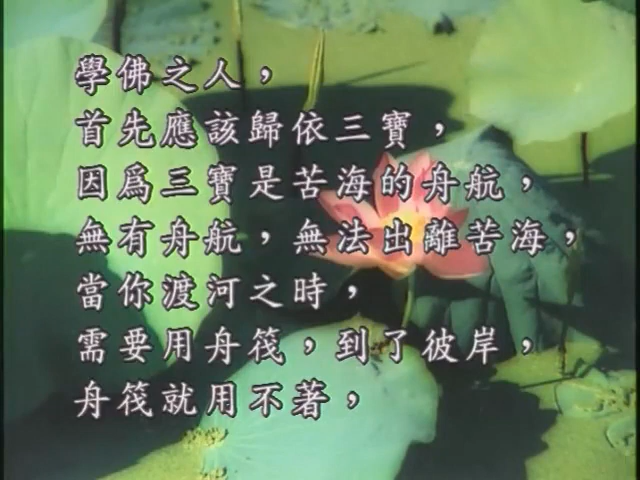 學佛之人，
首先應該歸依三寶，
因爲三寶是苦海的舟航，
無有舟航，無法出離苦海，
當你渡河之時，
需要用舟筏，到了彼岸，
舟筏就用不著，